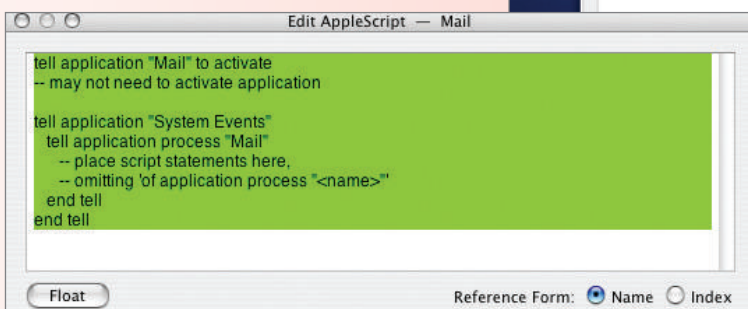 Edit AppleScript — Mail
tell application "Mail" to activate
-- may not need to activate application
tell application "System Events"
tell application process "Mail"
-- place script statements here,
-- omitting 'of application process "<name>"'
end tell
end tell
Float
Reference Form: Name Index